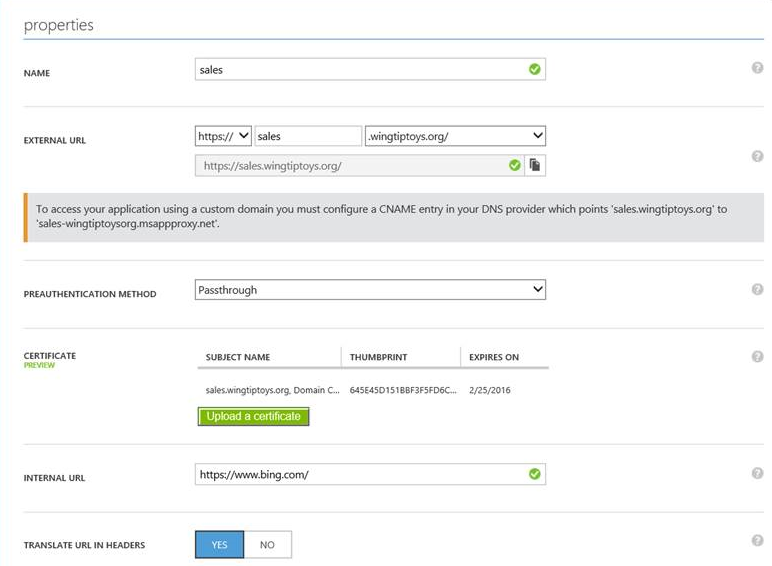 properties
NAME
sales
EXTERNAL URL
https://
sales
.wingtiptoys.org/
https://sales.wingtiptoys.org/
To access your application using a custom domain you must configure a CNAME entry in your DNS provider which points 'sales.wingtiptoys.org' to
'sales-wingtiptoysorg.msappproxy.net'.
PREAUTHENTICATION METHOD
Passthrough
CERTIFICATE
PREVIEW
SUBJECT NAME
THUMBPRINT
EXPIRES ON
sales.wingtiptoys.org, Domain C...
645E45D151BBF3F5FD6C...
2/25/2016
Upload a certificate
INTERNAL URL
https://www.bing.com/
TRANSLATE URL IN HEADERS
YES
NO